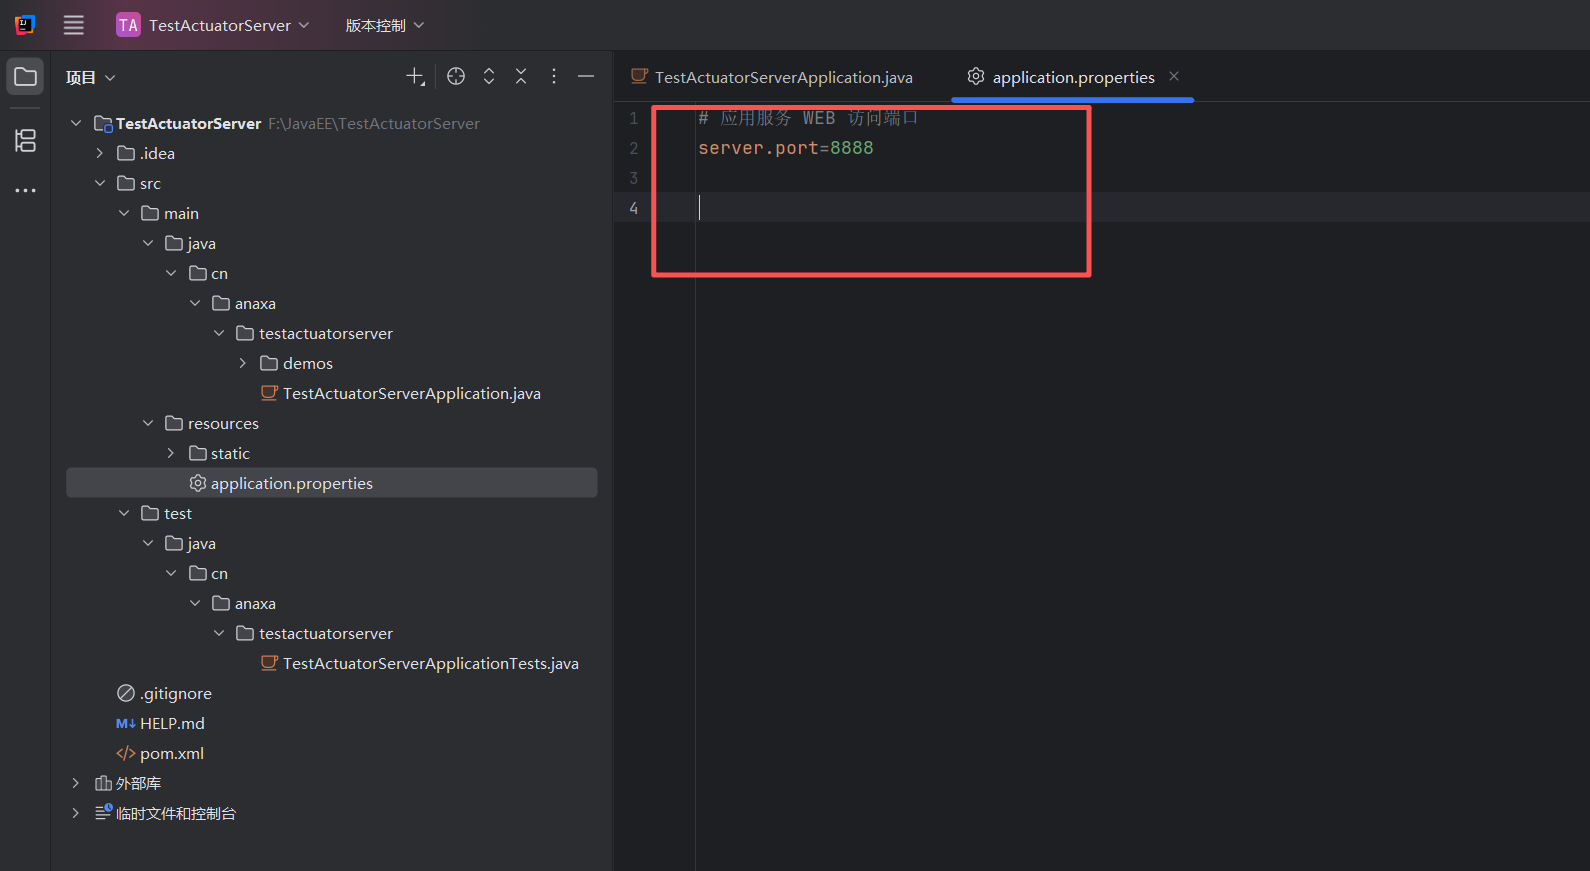 TA TestActuatorServer 版本控制
项目
TestActuatorServer F:\JavaEE\TestActuatorServer
.idea
src
main
java
cn
anaxa
testactuatorserver
demos
TestActuatorServerApplication.java
resources
static
application.properties
test
java
cn
anaxa
testactuatorserver
TestActuatorServerApplicationTests.java
.gitignore
M↓ HELP.md
</> pom.xml
外部库
临时文件和控制台
TestActuatorServerApplication.java application.properties
1 # 应用服务 WEB 访问端口
2 server.port=8888
3
4